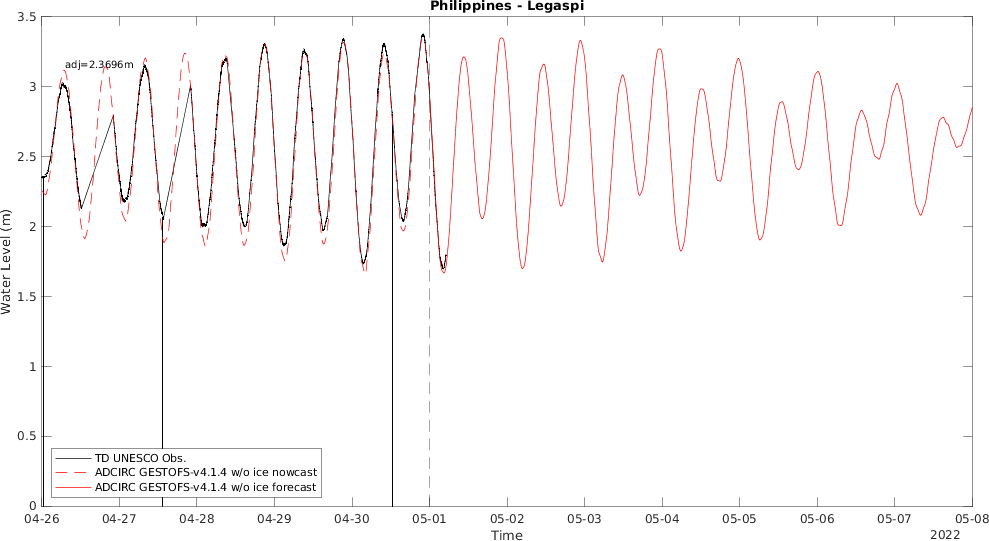 Philippines - Legaspi
adj=2.3696m
3.5
3
2.5
2
1.5
1
0.5
0
Water Level (m)
TD UNESCO Obs.
ADCIRC GESTOFS-v4.1.4 w/o ice nowcast
ADCIRC GESTOFS-v4.1.4 w/o ice forecast
04-26 04-27 04-28 04-29 04-30 05-01 05-02 05-03 05-04 05-05 05-06 05-07 05-08
Time
2022